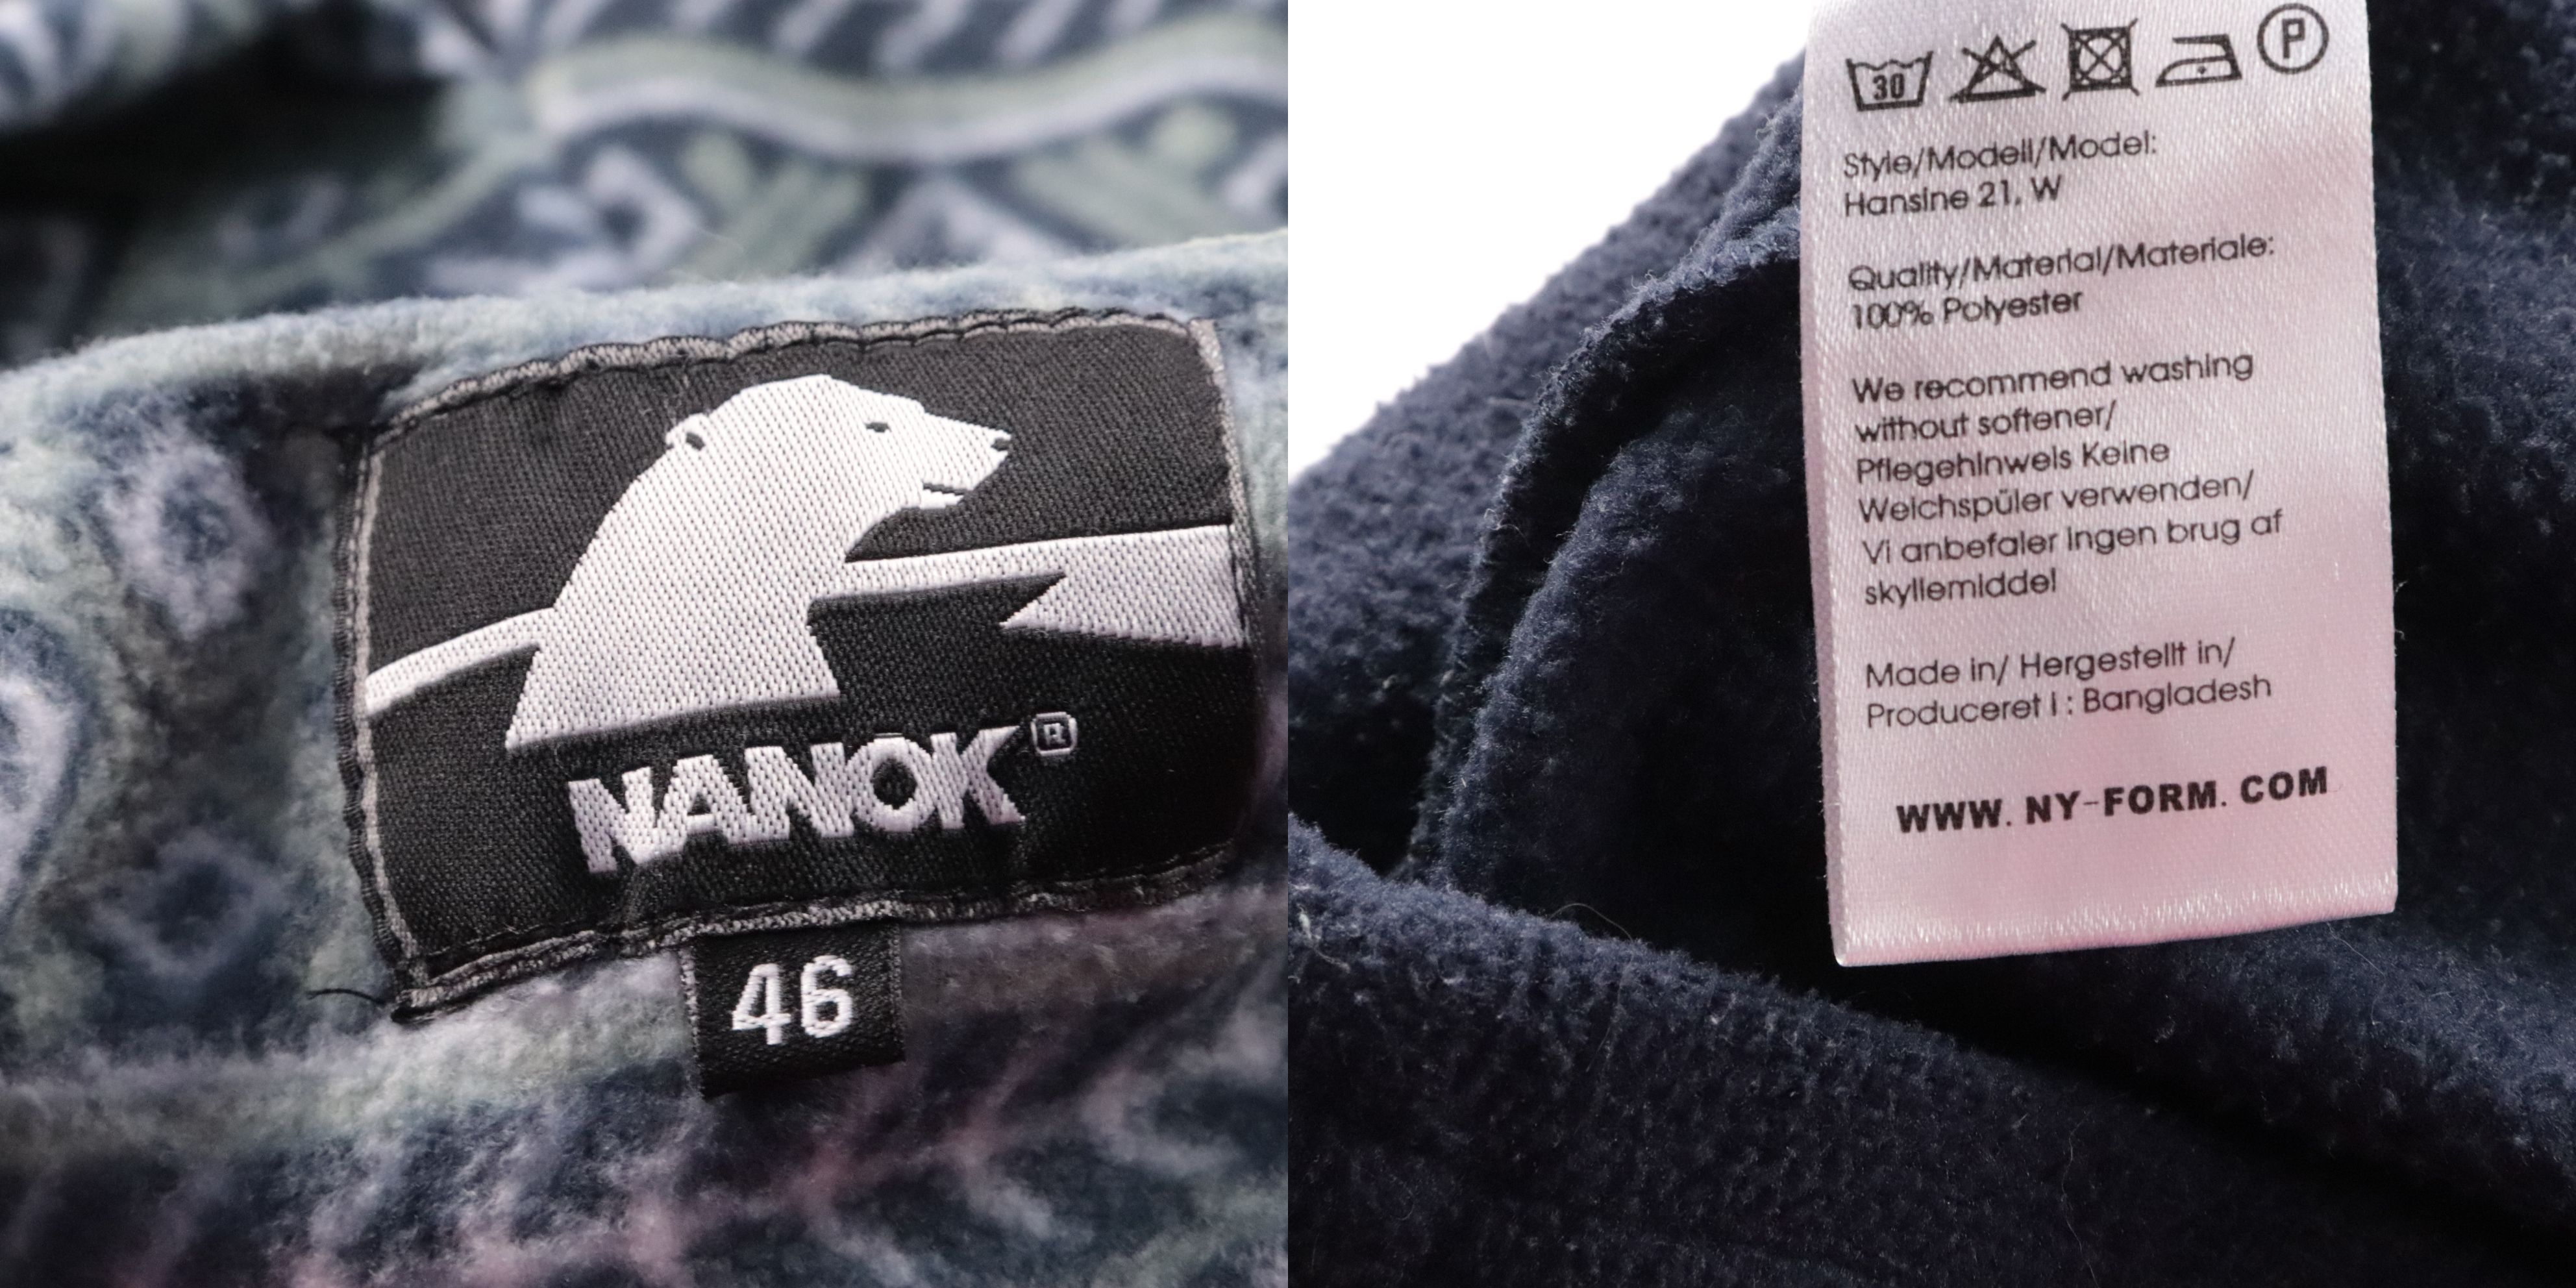 NANOK®
46
30
P
Style/Modell/Model:
Hansine 21, W
Quality/Material/Materiale:
100% Polyester
We recommend washing
without softener/
Pflegehinweis Keine
Weichspüler verwenden/
Vi anbefaler ingen brug af
skyllemiddel
Made in/ Hergestellt in/
Produceret i : Bangladesh
WWW. NY-FORM. COM